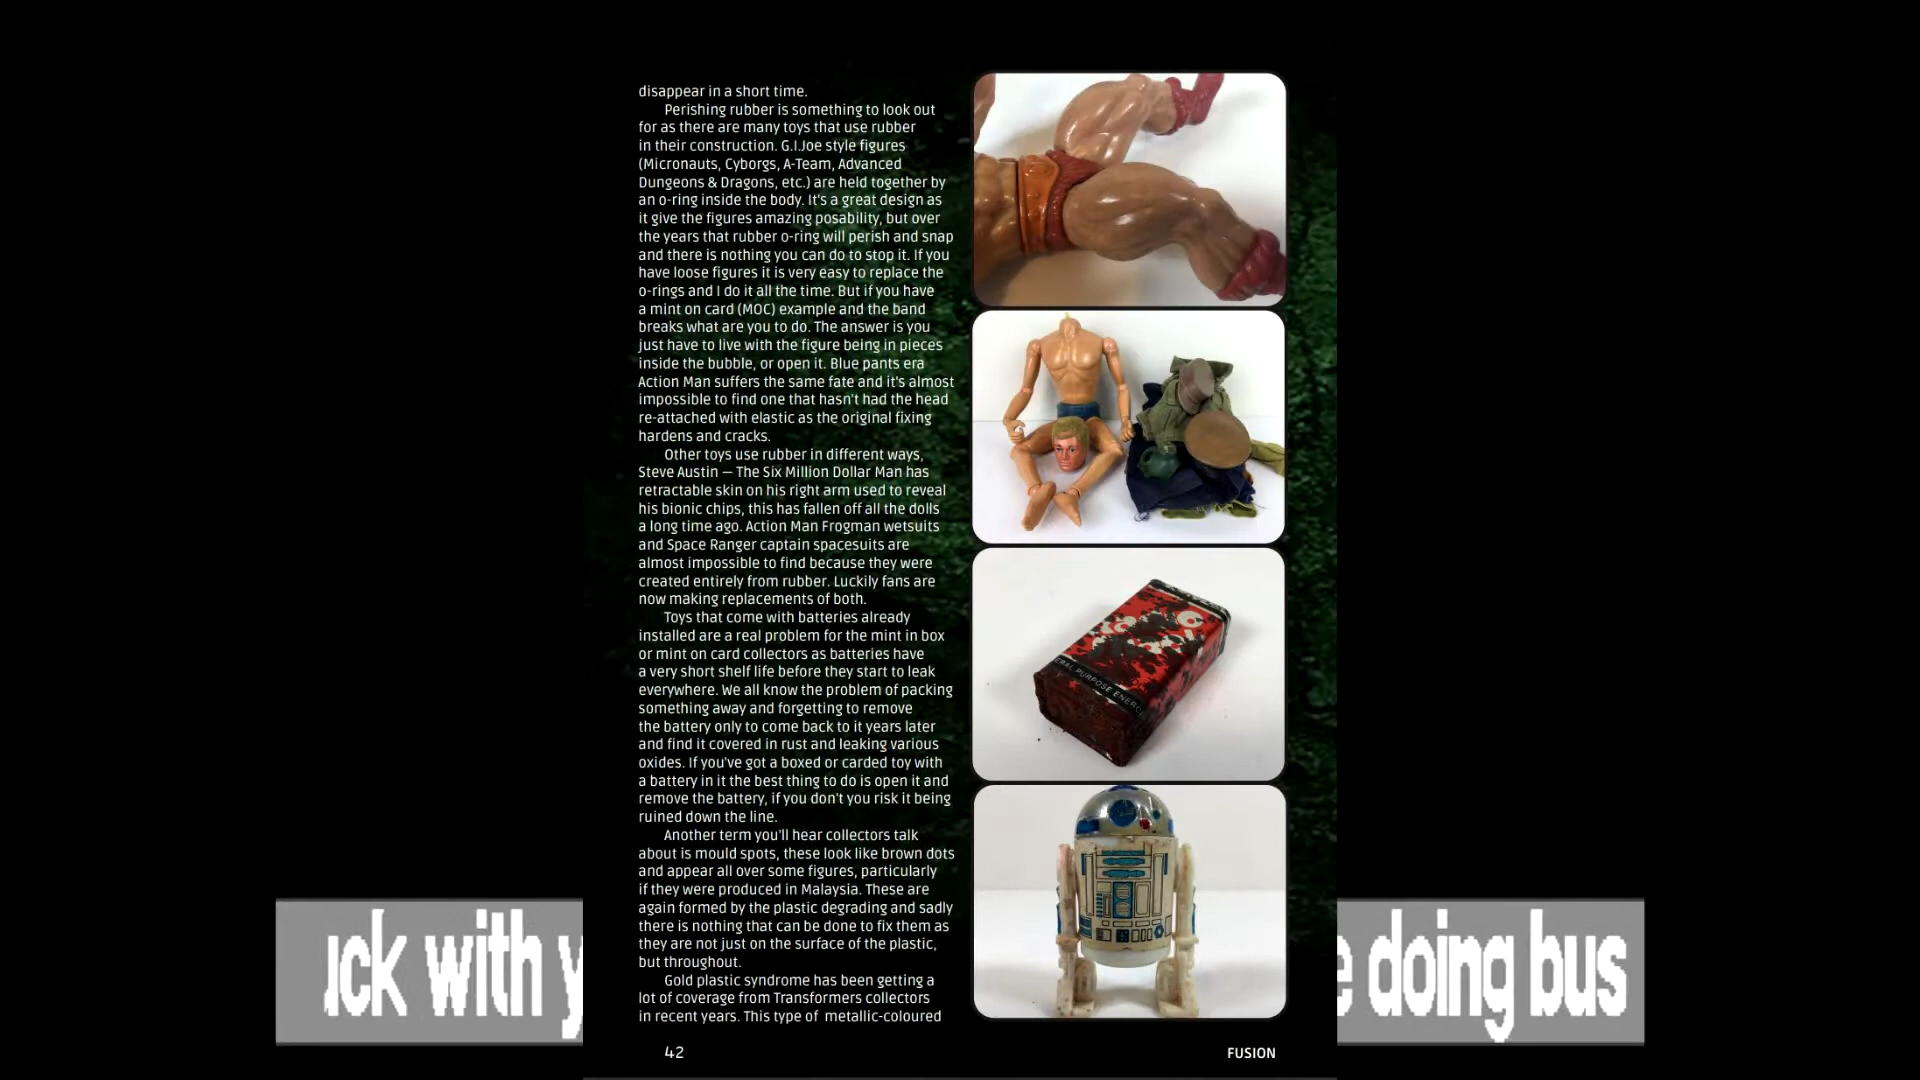 disappear in a short time.
Perishing rubber is something to look out
for as there are many toys that use rubber
in their construction. G.I.Joe style figures
(Micronauts, Cyborgs, A-Team, Advanced
Dungeons & Dragons, etc.) are held together by
an o-ring inside the body. It's a great design as
it give the figures amazing posability, but over
the years that rubber o-ring will perish and snap
and there is nothing you can do to stop it. If you
have loose figures it is very easy to replace the
o-rings and I do it all the time. But if you have
a mint on card (MOC) example and the band
breaks what are you to do. The answer is you
just have to live with the figure being in pieces
inside the bubble, or open it. Blue pants era
Action Man suffers the same fate and it's almost
impossible to find one that hasn't had the head
re-attached with elastic as the original fixing
hardens and cracks.
Other toys use rubber in different ways,
Steve Austin — The Six Million Dollar Man has
retractable skin on his right arm used to reveal
his bionic chips, this has fallen off all the dolls
a long time ago. Action Man Frogman wetsuits
and Space Ranger captain spacesuits are
almost impossible to find because they were
created entirely from rubber. Luckily fans are
now making replacements of both.
Toys that come with batteries already
installed are a real problem for the mint in box
or mint on card collectors as batteries have
a very short shelf life before they start to leak
everywhere. We all know the problem of packing
something away and forgetting to remove
the battery only to come back to it years later
and find it covered in rust and leaking various
oxides. If you've got a boxed or carded toy with
a battery in it the best thing to do is open it and
remove the battery, if you don't you risk it being
ruined down the line.
Another term you'll hear collectors talk
about is mould spots, these look like brown dots
and appear all over some figures, particularly
if they were produced in Malaysia. These are
again formed by the plastic degrading and sadly
there is nothing that can be done to fix them as
they are not just on the surface of the plastic,
but throughout.
Gold plastic syndrome has been getting a
lot of coverage from Transformers collectors
in recent years. This type of metallic-coloured
ERAL PURPOSE ENERG
42
FUSION
ck with y
e doing bus